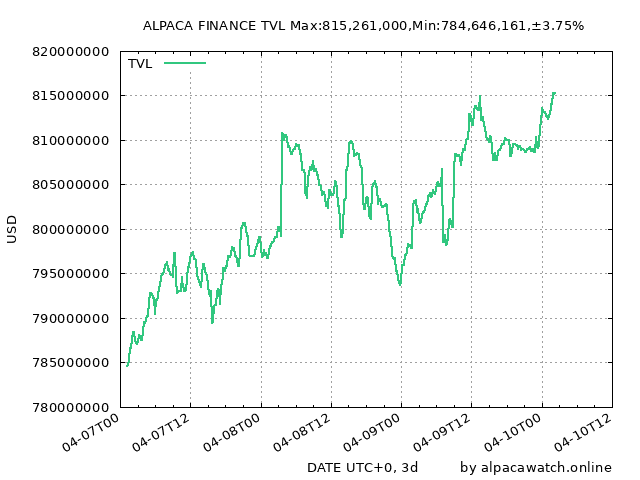 ALPACA FINANCE TVL Max:815,261,000,Min:784,646,161,±3.75%
820000000
TVL
815000000
810000000
805000000
800000000
USD
795000000
790000000
785000000
780000000
04-07T00 04-07T12 04-08T00 04-08T12 04-09T00 04-09T12 04-10T00 04-10T12
DATE UTC+0, 3d by alpacawatch.online